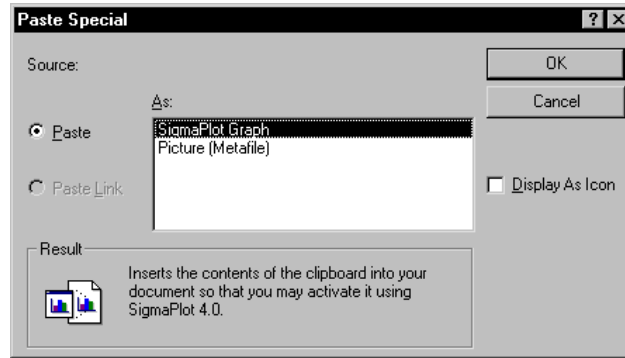 Paste Special
Source:
OK
Cancel
As:
Paste
SigmaPlot Graph
Picture (Metafile)
Paste Link
Display As Icon
Result
Inserts the contents of the clipboard into your
document so that you may activate it using
SigmaPlot 4.0.